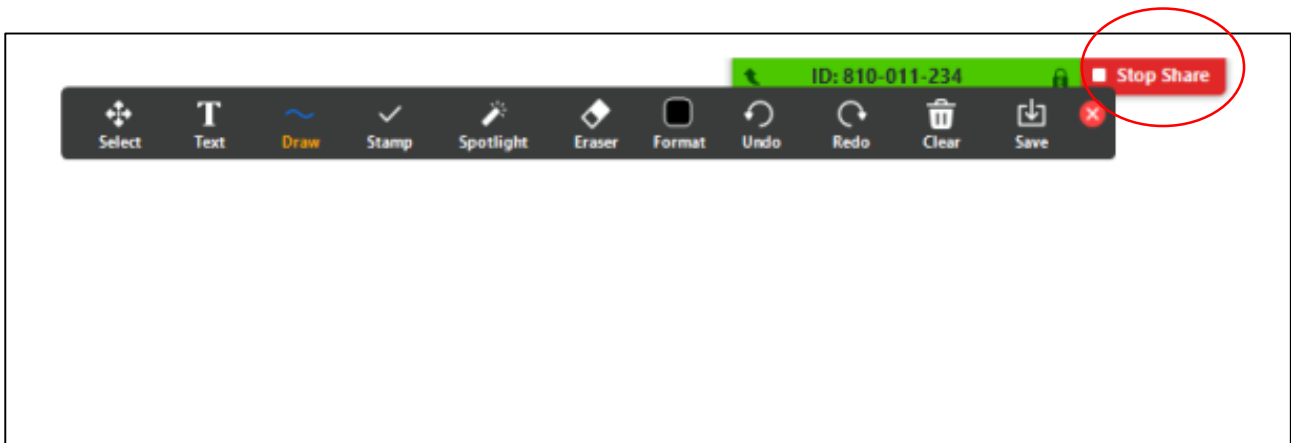 ID: 810-011-234
Stop Share
Select Text Draw Stamp Spotlight Eraser Format Undo Redo Clear Save